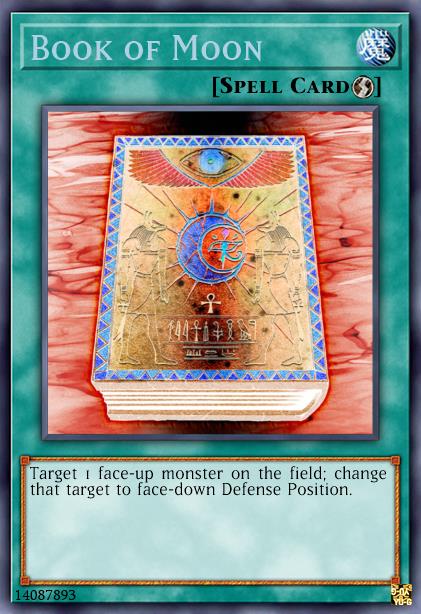 Book of Moon
魔
[Spell Card]
Target 1 face-up monster on the field; change
that target to face-down Defense Position.
14087893